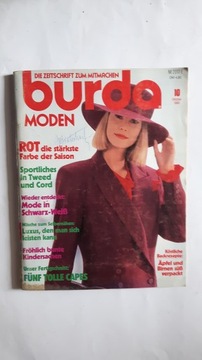 DIE ZEITSCHRIFT ZUM MITMACHEN
burda
MODEN
10
ROT die stärkste
Farbe der Saison
Sportliches
in Tweed
und Cord
Wieder entdeckt:
Mode in
Schwarz-Weiß
Luxus, den man sich
leisten kann
Fröhlich bunte
Kindersachen
FÜNF TOLLE CAPES
Köstliche
Backrezepte:
Äpfel und
Birnen süß
verpackt